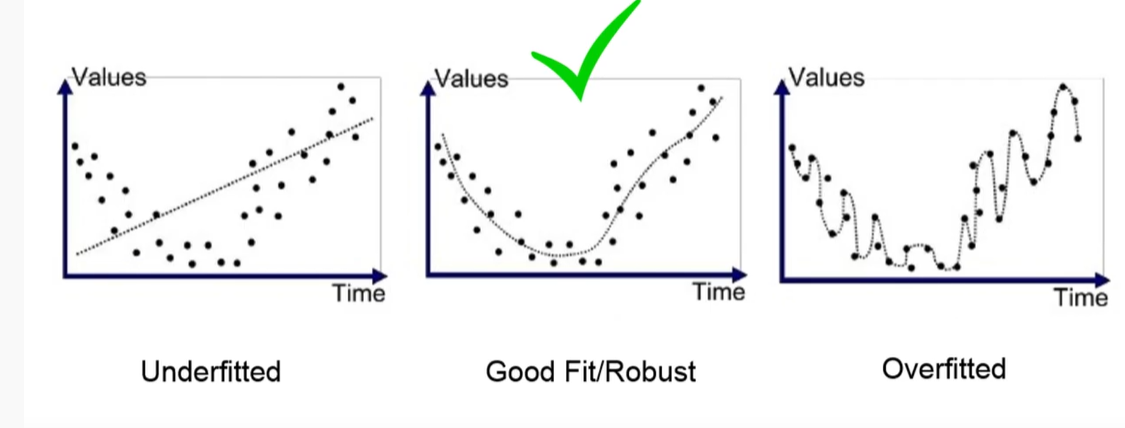 Values
Values
Values
Time
Time
Time
Underfitted
Good Fit/Robust
Overfitted